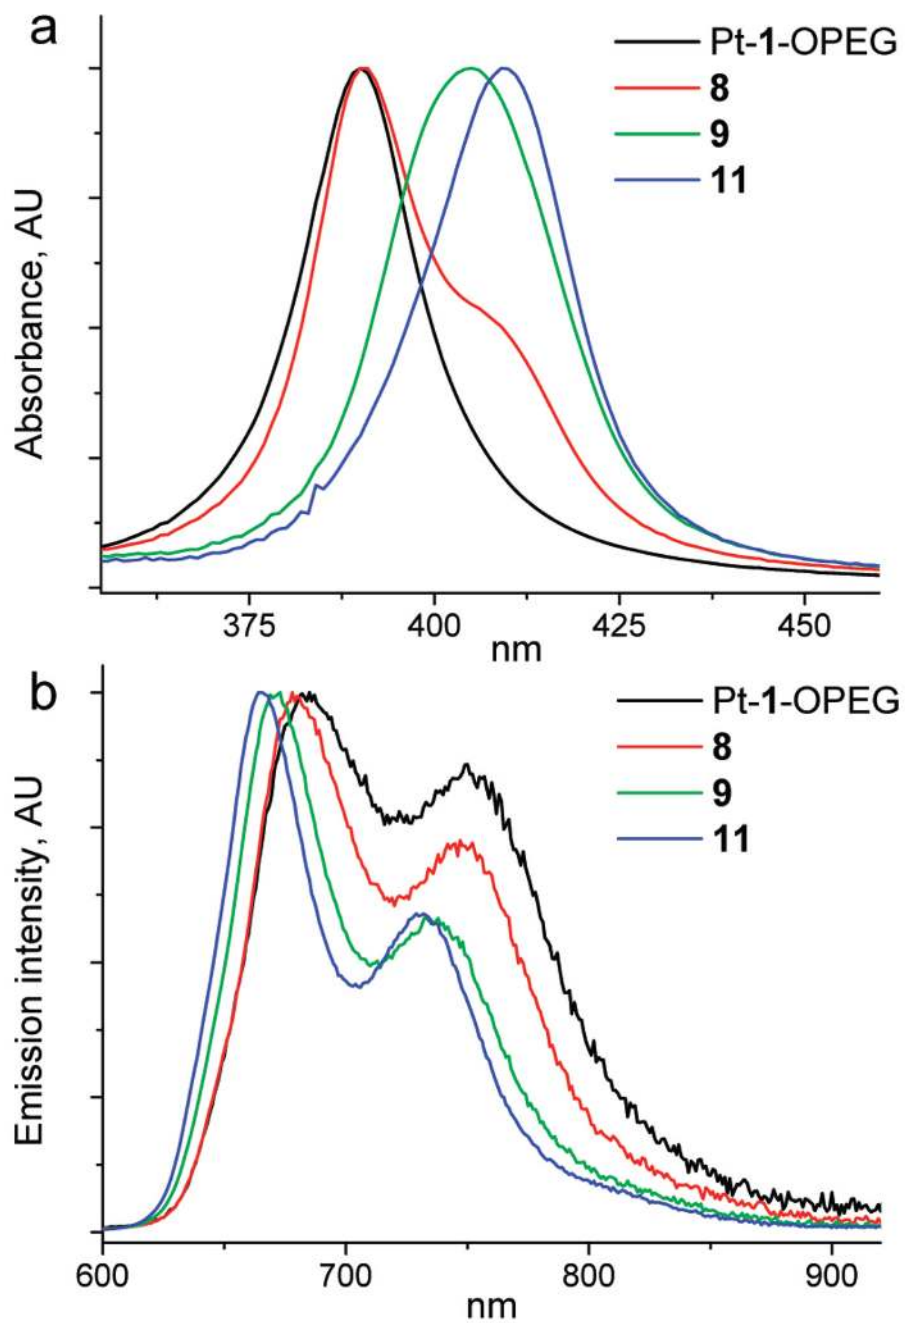 a
Pt-1-OPEG
8
9
11
Absorbance, AU
375 400 425 450
nm
b
Pt-1-OPEG
8
9
11
Emission intensity, AU
600 700 800 900
nm